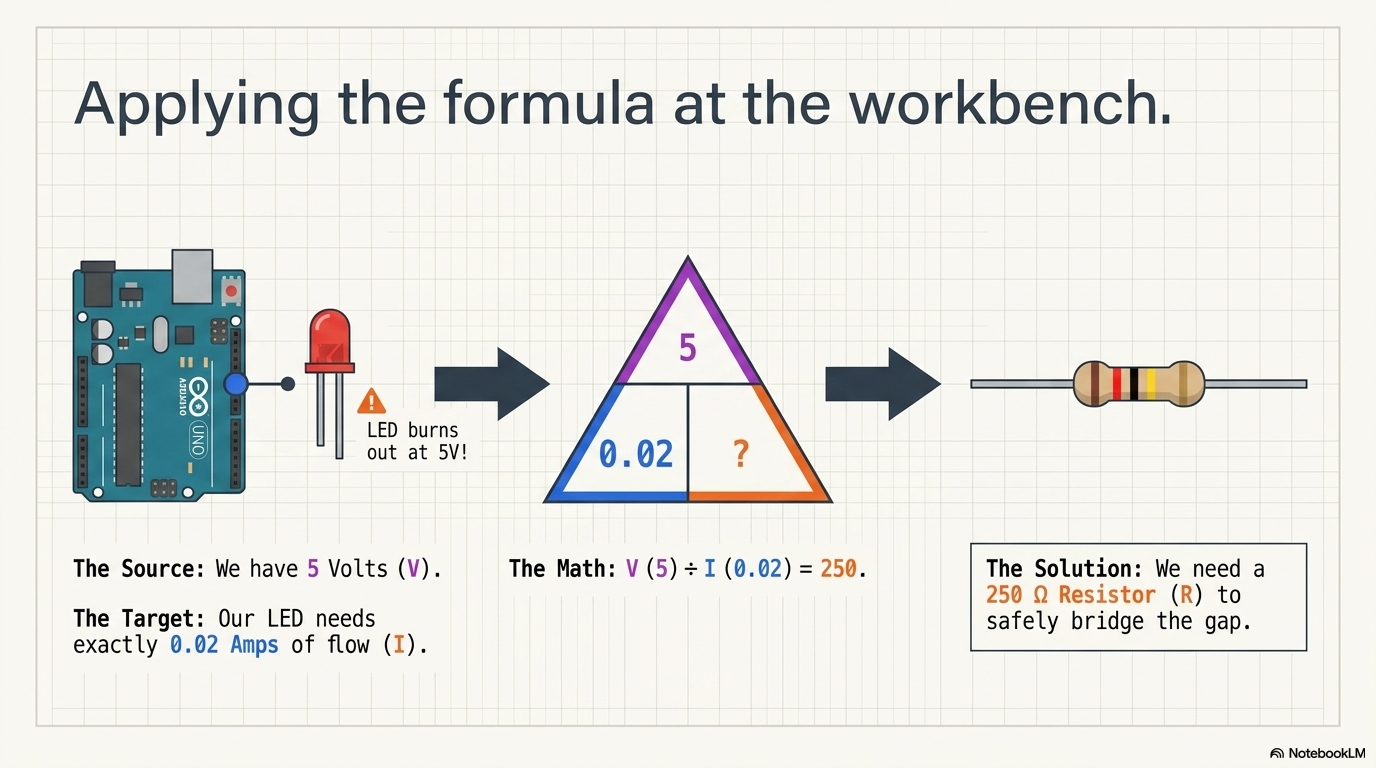 Applying the formula at the workbench.
ARDUINO
UNO
LED burns
out at 5V!
5
0.02
?
The Source: We have 5 Volts (V).
The Target: Our LED needs
exactly 0.02 Amps of flow (I).
The Math: V (5) ÷ I (0.02) = 250.
The Solution: We need a
250 Ω Resistor (R) to
safely bridge the gap.
NotebookLM